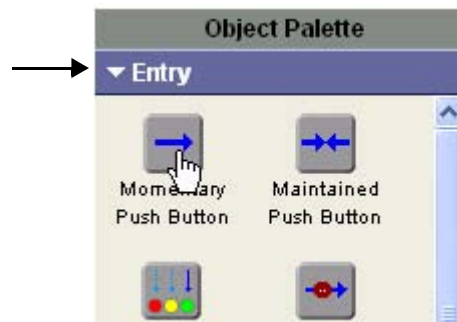 Object Palette
Entry
Momentary
Push Button
Maintained
Push Button